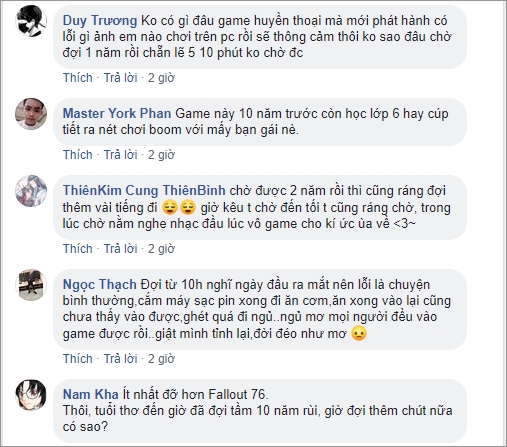 Duy Trương Ko có gì đâu game huyền thoại mà mới phát hành có
lỗi gì ảnh em nào chơi trên pc rồi sẽ thông cảm thôi ko sao đâu chờ
đợi 1 năm rồi chẵn lẽ 5 10 phút ko chờ đc
Thích · Trả lời · 2 giờ
Master York Phan Game này 10 năm trước còn học lớp 6 hay cúp
tiết ra nét chơi boom với mấy bạn gái nè.
Thích · Trả lời · 2 giờ
ThiênKim Cung ThiênBình chờ được 2 năm rồi thì cũng ráng đợi
thêm vài tiếng đi 😌😌 giờ kêu t chờ đến tối t cũng ráng chờ, trong
lúc chờ nằm nghe nhạc đầu lúc vô game cho kí ức ùa về <3~
Thích · Trả lời · 2 giờ
Ngọc Thạch Đợi từ 10h nghĩ ngày đầu ra mắt nên lỗi là chuyện
bình thường,cắm máy sạc pin xong đi ăn cơm,ăn xong vào lại cũng
chưa thấy vào được,ghét quá đi ngủ..ngủ mơ mọi người đều vào
game được rồi..giật mình tỉnh lại,đời đéo như mơ 😥
Thích · Trả lời · 2 giờ
Nam Kha Ít nhất đỡ hơn Fallout 76.
Thôi, tuổi thơ đến giờ đã đợi tầm 10 năm rùi, giờ đợi thêm chút nữa
có sao?